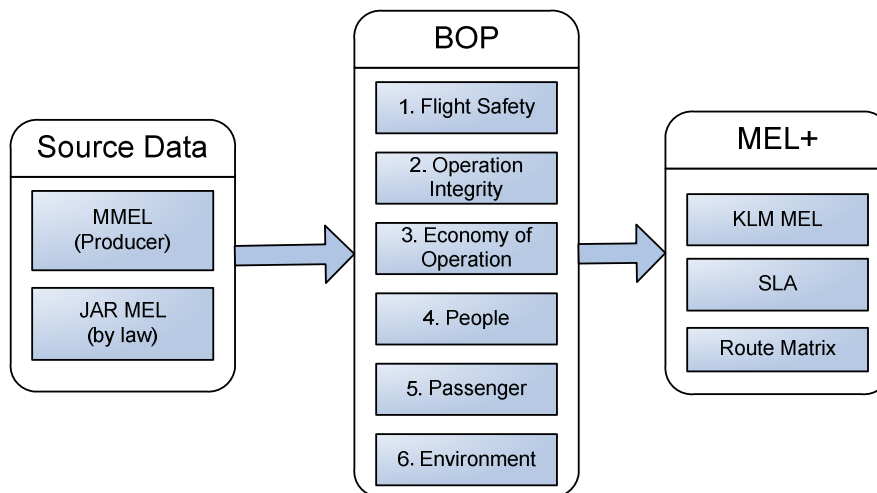 Source Data
MMEL
(Producer)
JAR MEL
(by law)
BOP
1. Flight Safety
2. Operation
Integrity
3. Economy of
Operation
4. People
5. Passenger
6. Environment
MEL+
KLM MEL
SLA
Route Matrix